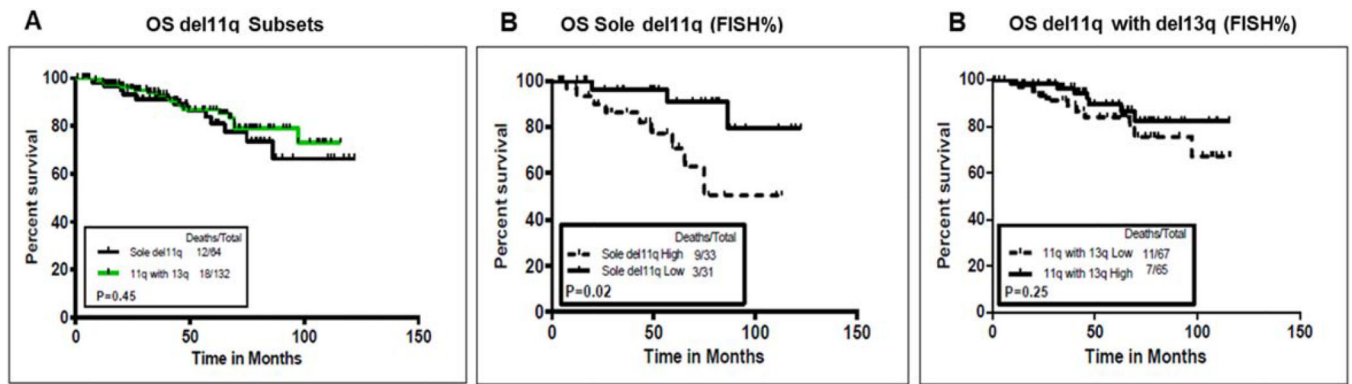 A
OS del11q Subsets
Percent survival
100
80
60
40
20
0
Deaths/Total
Sole del11q 12/64
11q with 13q 18/132
P=0.45
0 50 100 150
Time in Months
B
OS Sole del11q (FISH%)
Percent survival
100
80
60
40
20
0
Deaths/Total
Sole del11q High 9/33
Sole del11q Low 3/31
P=0.02
0 50 100 150
Time in Months
B
OS del11q with del13q (FISH%)
Percent survival
100
80
60
40
20
0
Deaths/Total
11q with 13q Low 11/67
11q with 13q High 7/65
P=0.25
0 50 100 150
Time in Months